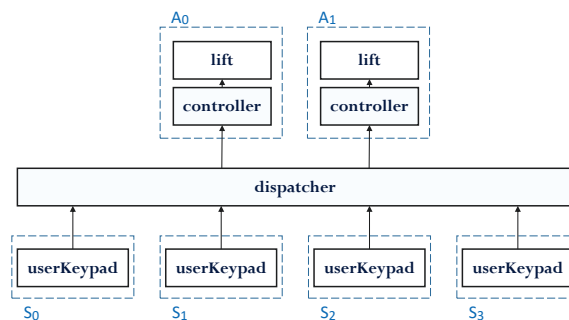 A0 A1
lift lift
controller controller
dispatcher
userKeypad userKeypad userKeypad userKeypad
S0 S1 S2 S3